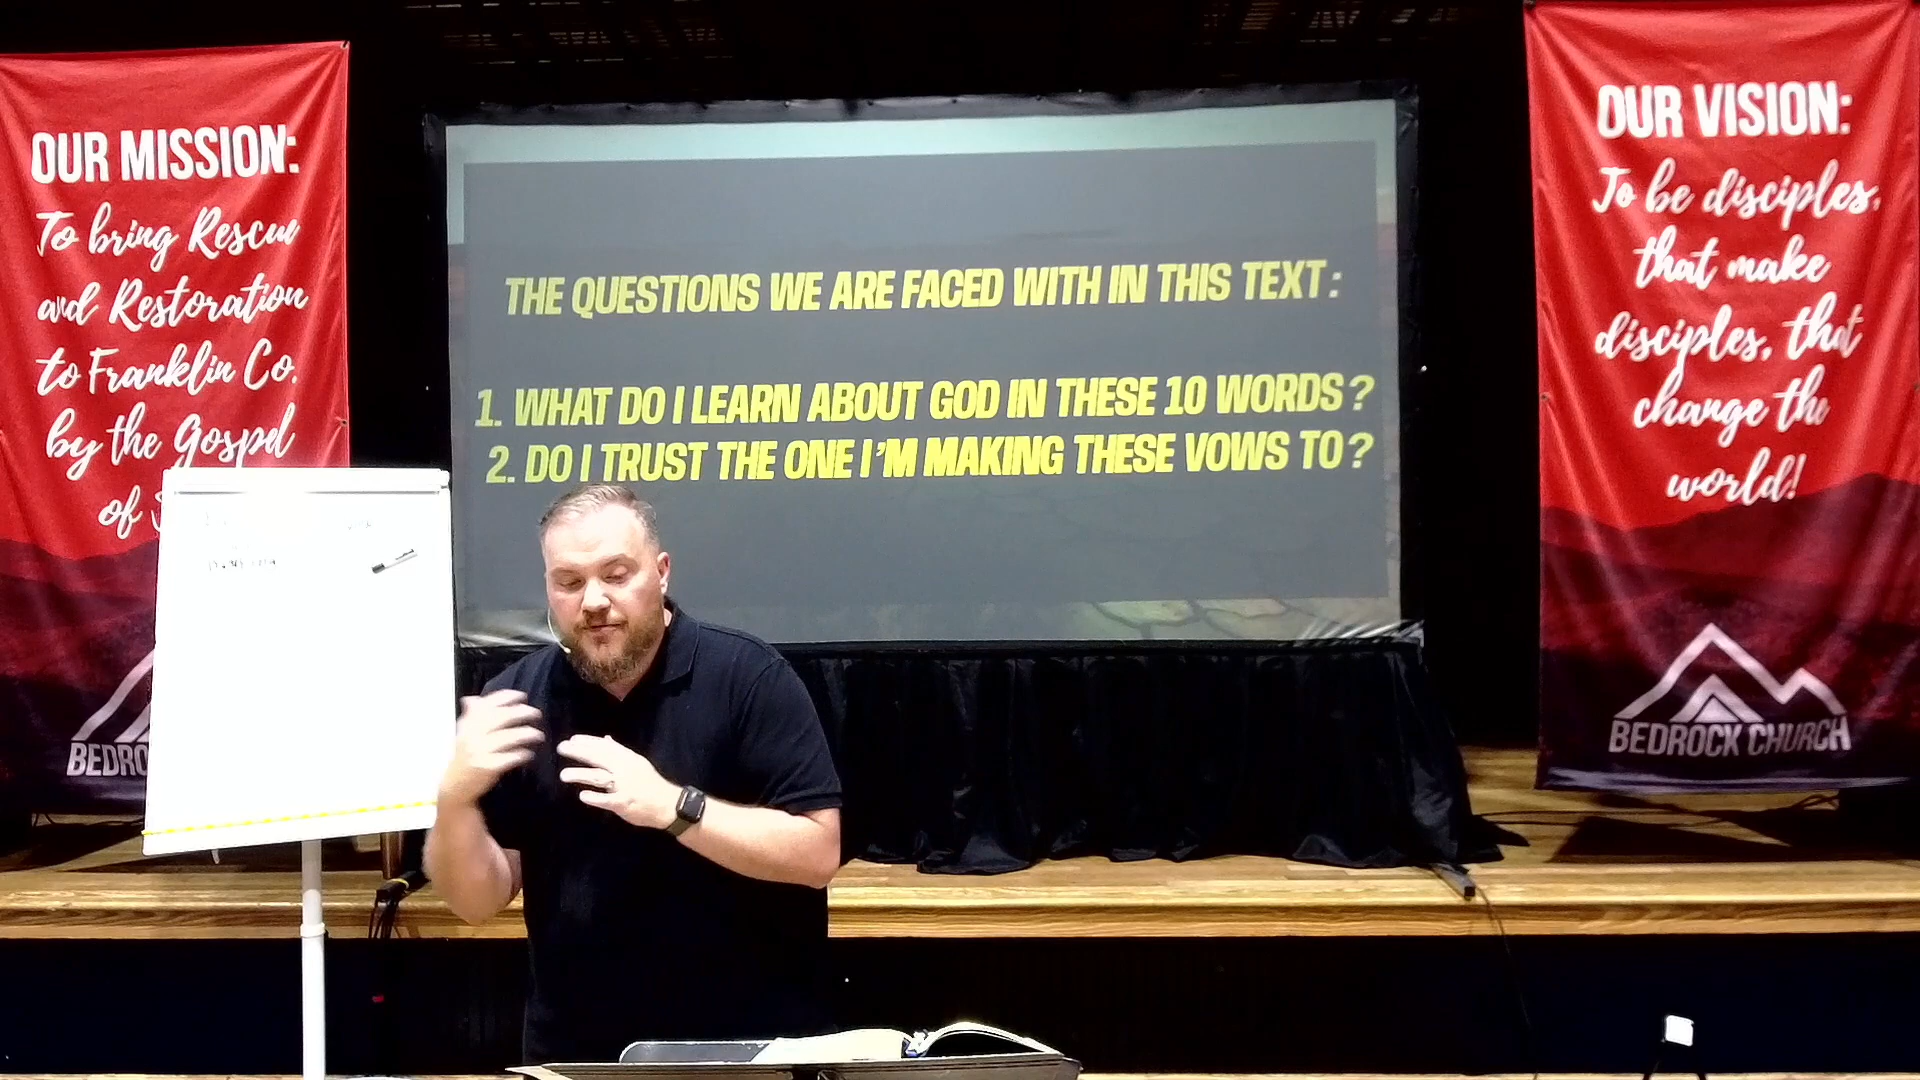 OUR MISSION:
To bring Rescue
and Restoration
to Franklin Co.
by the Gospel
of
BEDRO
THE QUESTIONS WE ARE FACED WITH IN THIS TEXT:
1. WHAT DO I LEARN ABOUT GOD IN THESE 10 WORDS?
2. DO I TRUST THE ONE I'M MAKING THESE VOWS TO?
OUR VISION:
To be disciples,
that make
disciples, that
change the
world!
BEDROCK CHURCH